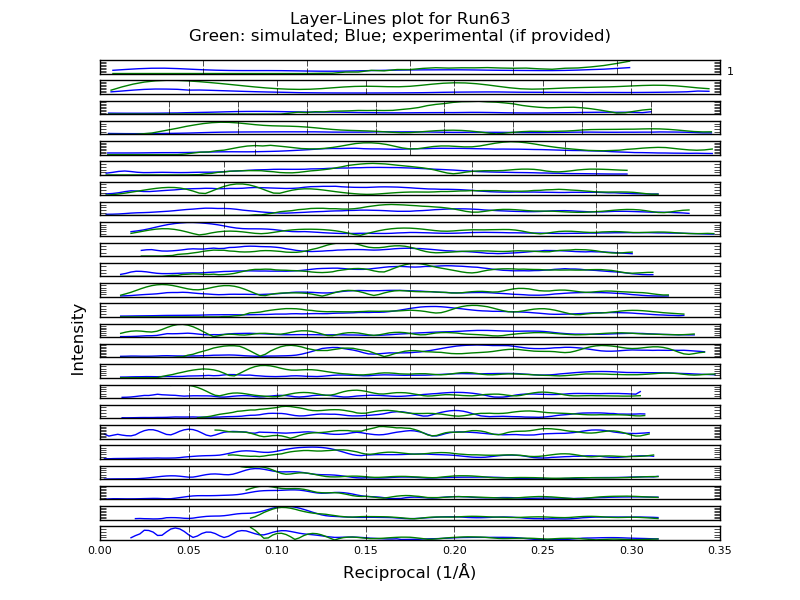 Layer-Lines plot for Run63
Green: simulated; Blue; experimental (if provided)
1
Intensity
0.00 0.05 0.10 0.15 0.20 0.25 0.30 0.35
Reciprocal (1/Å)